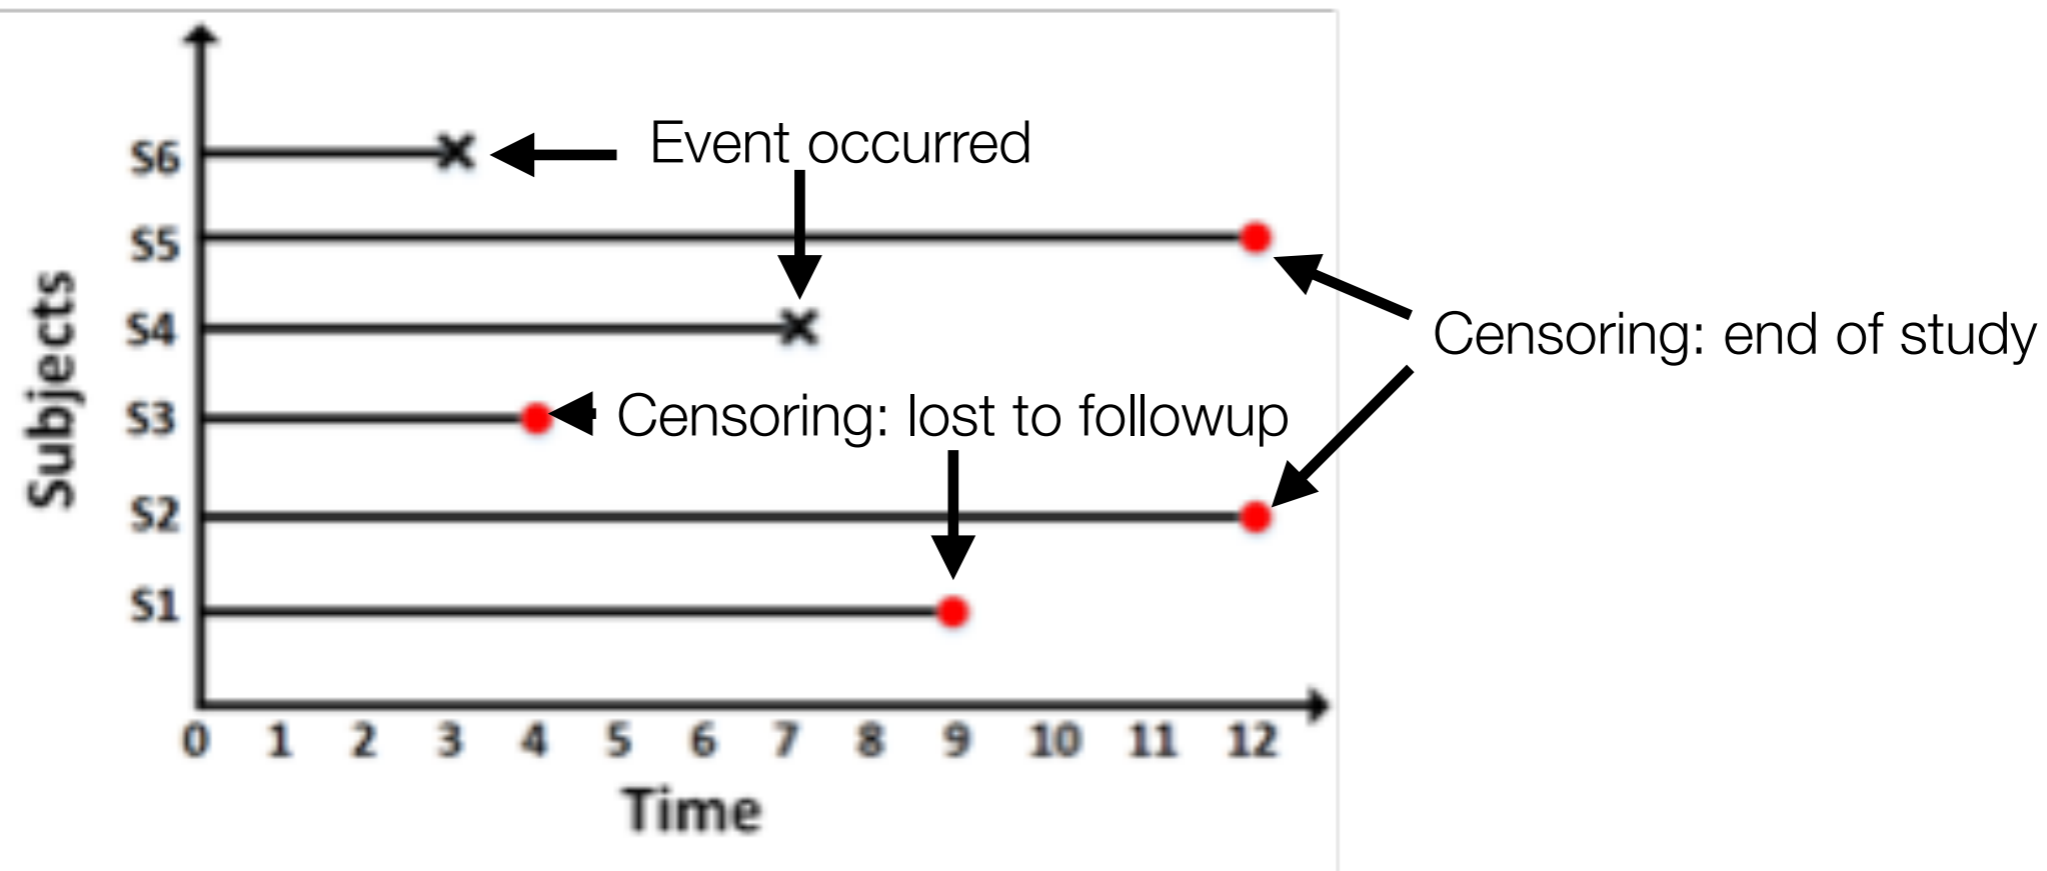 S6
Event occurred
S5
S4
Censoring: end of study
S3
Censoring: lost to followup
S2
S1
Subjects
0 1 2 3 4 5 6 7 8 9 10 11 12
Time